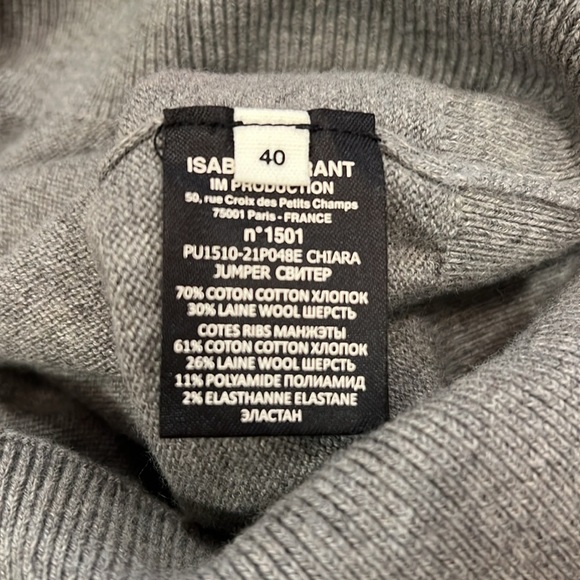 40
ISAB RANT
IM PRODUCTION
50, rue Croix des Petits Champs
75001 Paris - FRANCE
n°1501
PU1510-21P048E CHIARA
JUMPER СВИТЕР
70% COTON COTTON ХЛОПОК
30% LAINE WOOL ШЕРСТЬ
COTES RIBS МАНЖЭТЫ
61% COTON COTTON ХЛОПОК
26% LAINE WOOL ШЕРСТЬ
11% POLYAMIDE ПОЛИАМИД
2% ELASTHANNE ELASTANE
ЭЛАСТАН